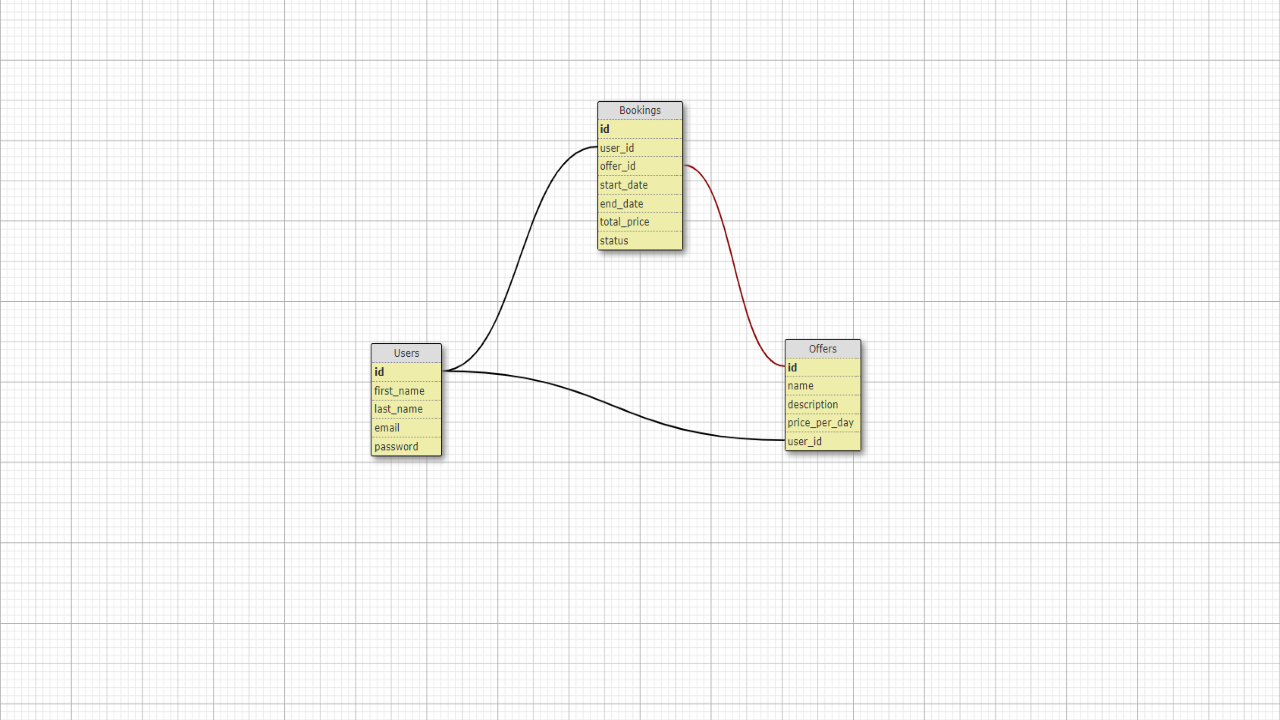 Bookings
id
user_id
offer_id
start_date
end_date
total_price
status
Users
id
first_name
last_name
email
password
Offers
id
name
description
price_per_day
user_id